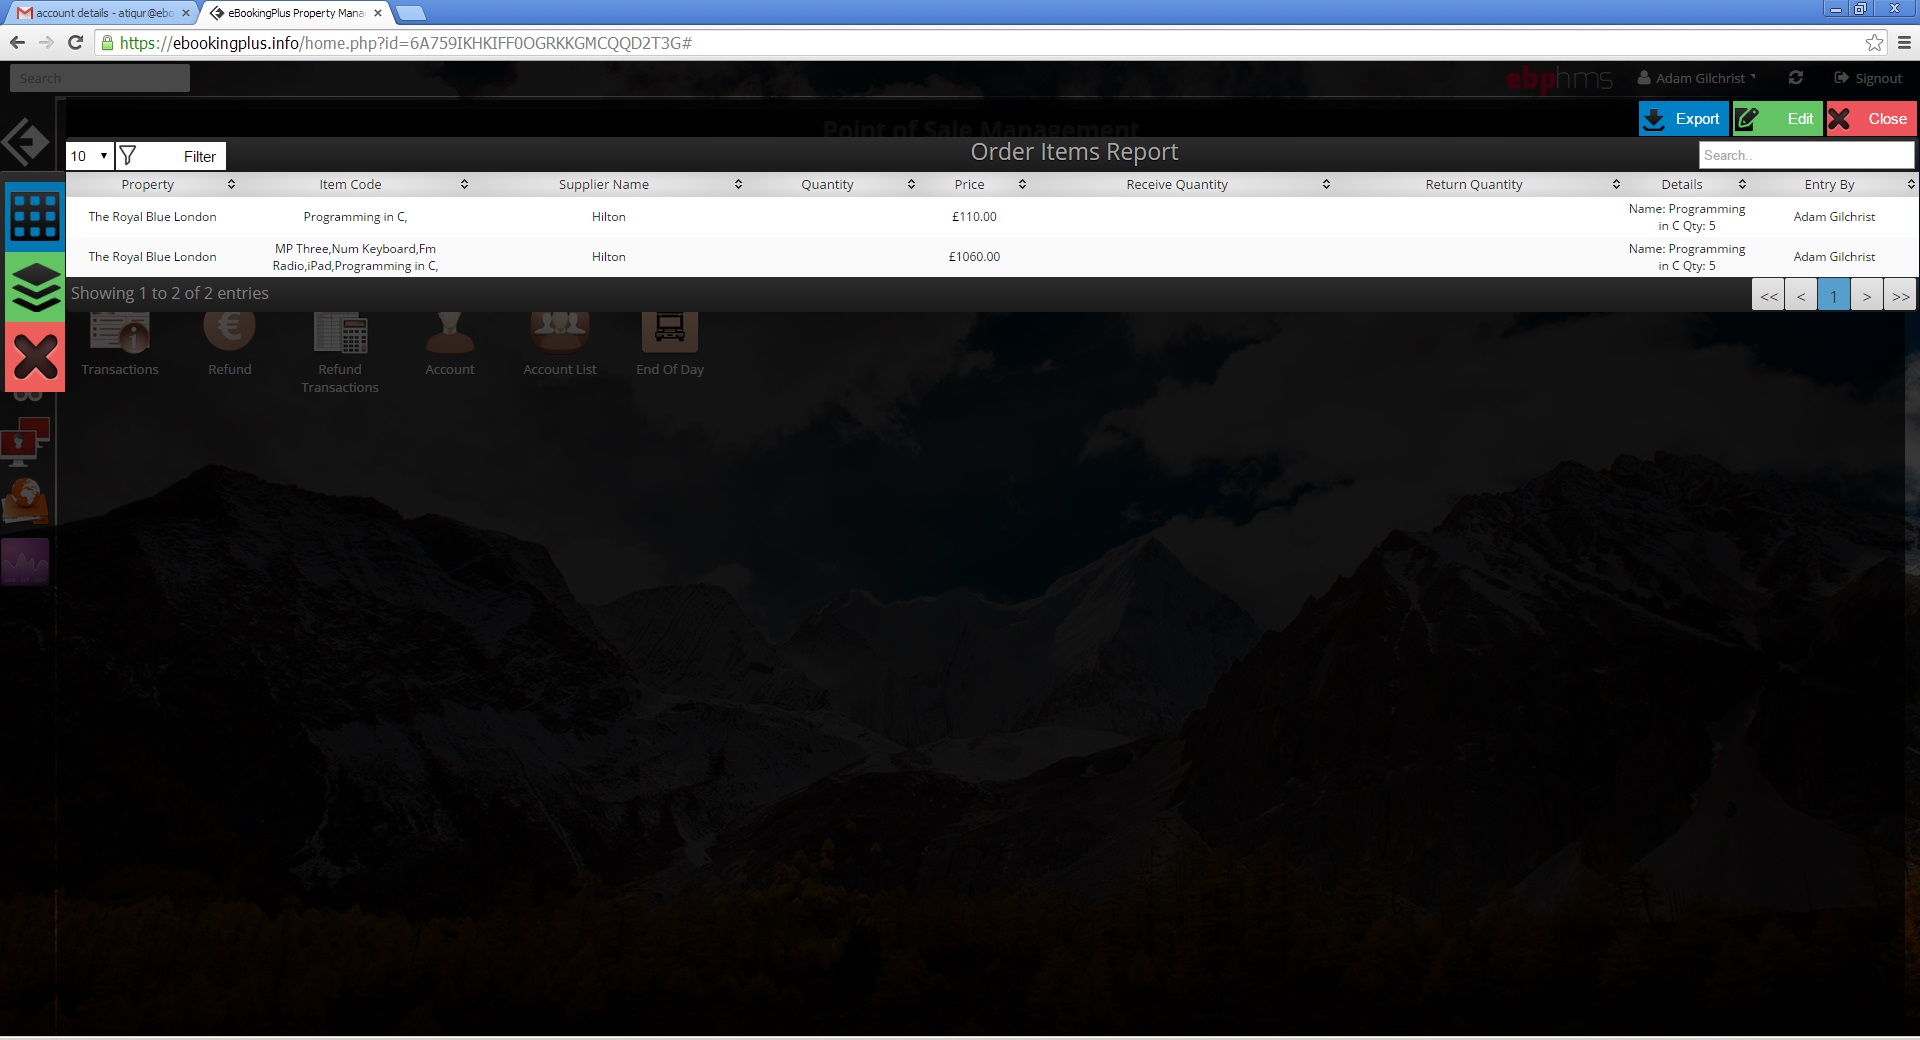 account details - atiqur@ebo
eBookingPlus Property Mana
https://ebookingplus.info/home.php?id=6A759IKHKIFF0OGRKKGMCQQD2T3G#
Search
ebphms
Adam Gilchrist
Signout
Point of Sale Management
Export
Edit
Close
10
Filter
Order Items Report
Search..
Property
Item Code
Supplier Name
Quantity
Price
Receive Quantity
Return Quantity
Details
Entry By
The Royal Blue London
Programming in C,
Hilton
£110.00
Name: Programming
in C Qty: 5
Adam Gilchrist
The Royal Blue London
MP Three,Num Keyboard,Fm
Radio,iPad,Programming in C,
Hilton
£1060.00
Name: Programming
in C Qty: 5
Adam Gilchrist
Showing 1 to 2 of 2 entries
<<
<
1
>
>>
Transactions
Refund
Refund
Transactions
Account
Account List
End Of Day